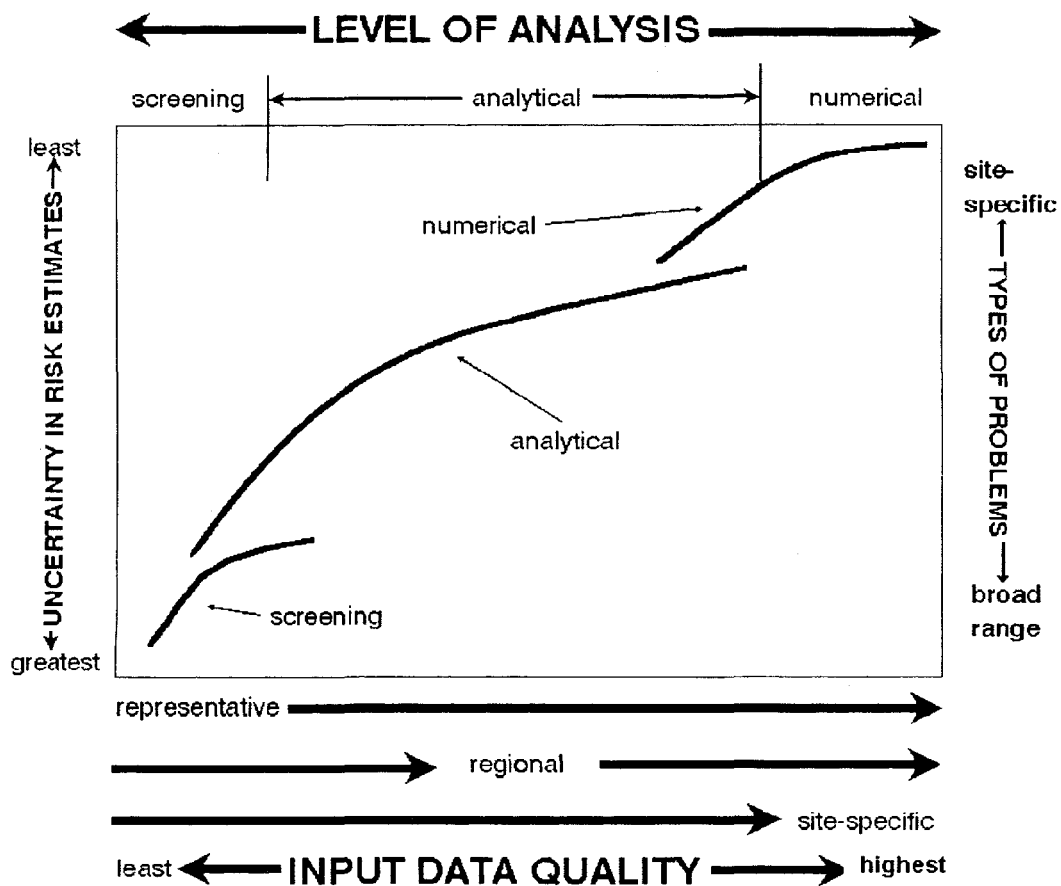 LEVEL OF ANALYSIS
screening
analytical
numerical
least
UNCERTAINTY IN RISK ESTIMATES
greatest
numerical
analytical
screening
site-
specific
TYPES OF PROBLEMS
broad
range
representative
regional
site-specific
least
INPUT DATA QUALITY
highest